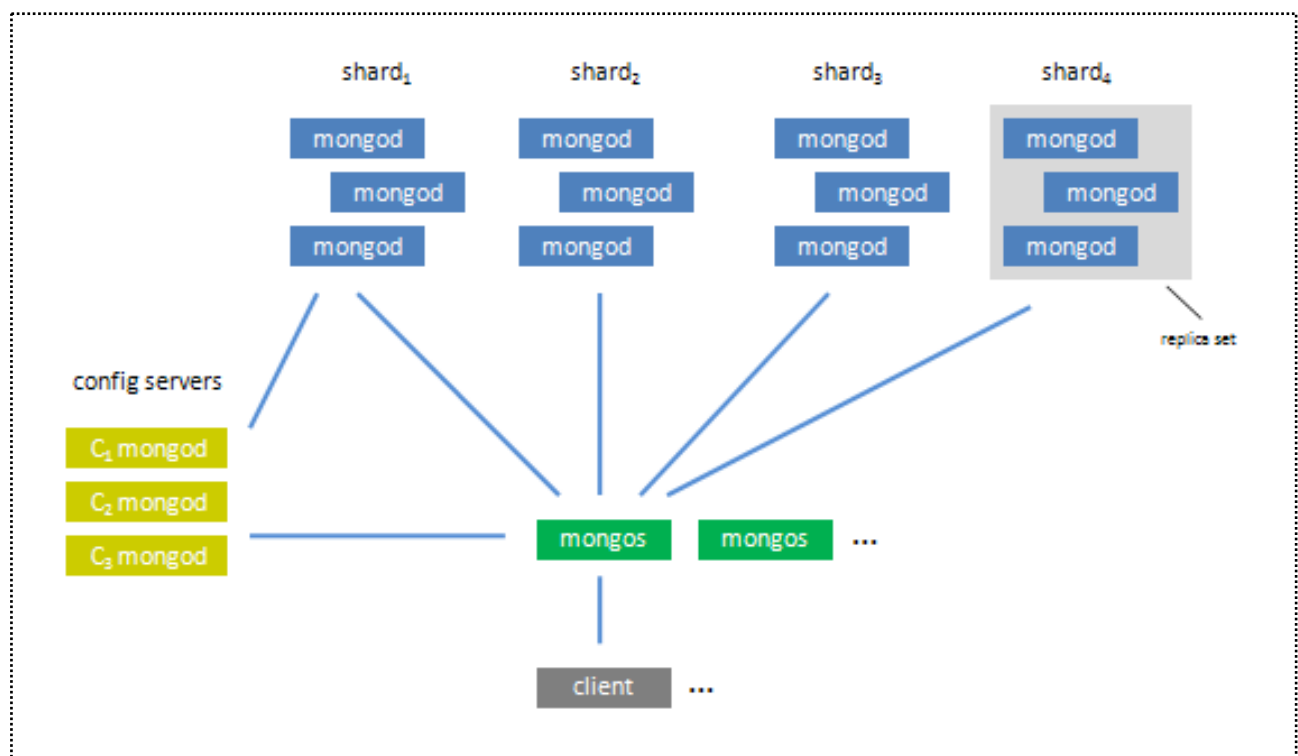 shard₁ shard₂ shard₃ shard₄
mongod mongod mongod mongod
mongod mongod mongod mongod
mongod mongod mongod mongod
replica set
config servers
C₁ mongod
C₂ mongod
C₃ mongod
mongos mongos ...
client ...